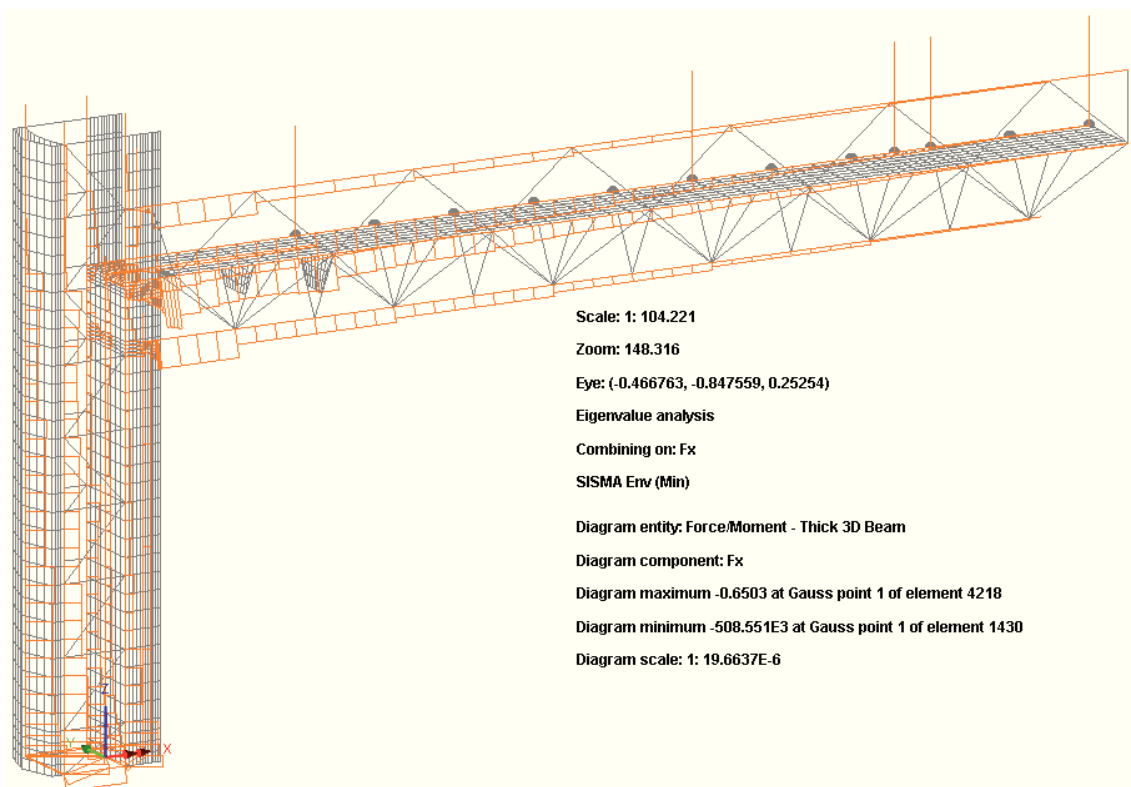 Scale: 1: 104.221
Zoom: 148.316
Eye: (-0.466763, -0.847559, 0.25254)
Eigenvalue analysis
Combining on: Fx
SISMA Env (Min)
Diagram entity: Force/Moment - Thick 3D Beam
Diagram component: Fx
Diagram maximum -0.6503 at Gauss point 1 of element 4218
Diagram minimum -508.551E3 at Gauss point 1 of element 1430
Diagram scale: 1: 19.6637E-6
Z
Y
X